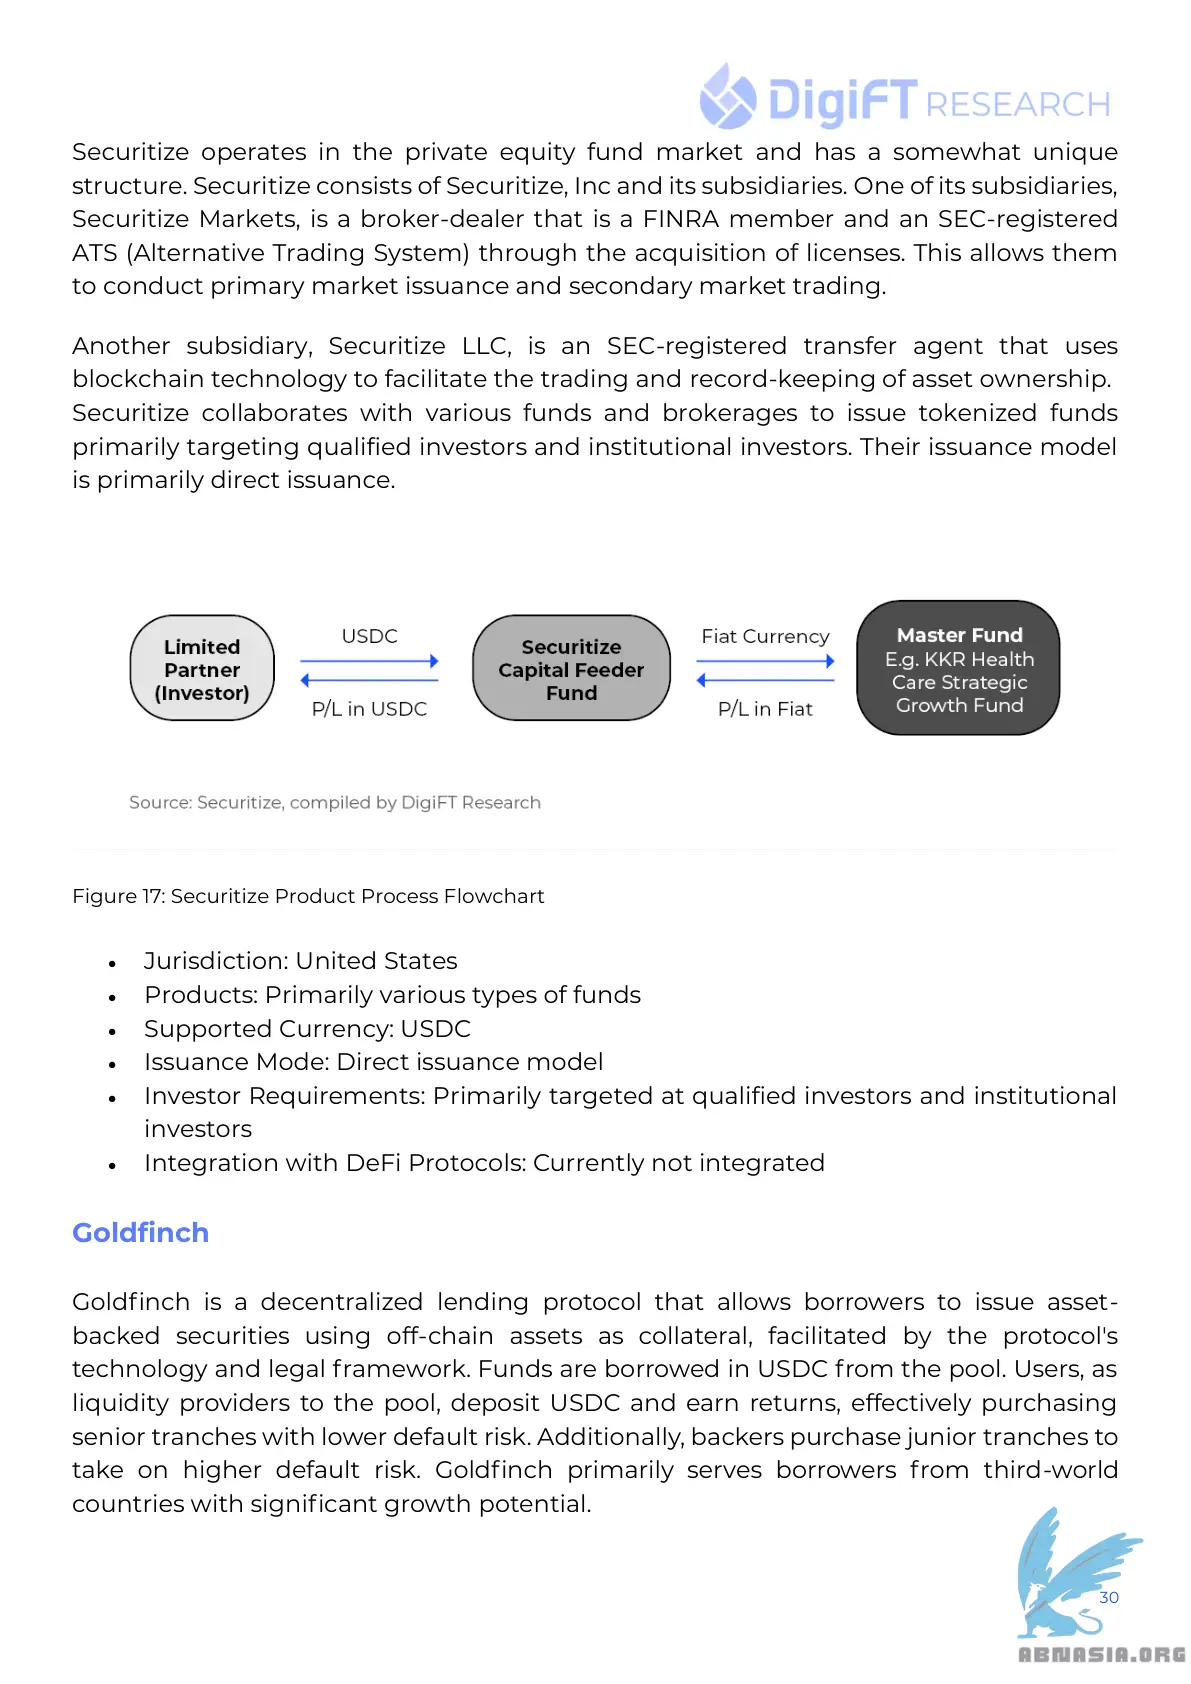 DigiFT RESEARCH
Securitize operates in the private equity fund market and has a somewhat unique
structure. Securitize consists of Securitize, Inc and its subsidiaries. One of its subsidiaries,
Securitize Markets, is a broker-dealer that is a FINRA member and an SEC-registered
ATS (Alternative Trading System) through the acquisition of licenses. This allows them
to conduct primary market issuance and secondary market trading.
Another subsidiary, Securitize LLC, is an SEC-registered transfer agent that uses
blockchain technology to facilitate the trading and record-keeping of asset ownership.
Securitize collaborates with various funds and brokerages to issue tokenized funds
primarily targeting qualified investors and institutional investors. Their issuance model
is primarily direct issuance.
Limited
Partner
(Investor)
USDC
P/L in USDC
Securitize
Capital Feeder
Fund
Fiat Currency
P/L in Fiat
Master Fund
E.g. KKR Health
Care Strategic
Growth Fund
Source: Securitize, compiled by DigiFT Research
Figure 17: Securitize Product Process Flowchart
• Jurisdiction: United States
• Products: Primarily various types of funds
• Supported Currency: USDC
• Issuance Mode: Direct issuance model
• Investor Requirements: Primarily targeted at qualified investors and institutional
investors
• Integration with DeFi Protocols: Currently not integrated
Goldfinch
Goldfinch is a decentralized lending protocol that allows borrowers to issue asset-
backed securities using off-chain assets as collateral, facilitated by the protocol's
technology and legal framework. Funds are borrowed in USDC from the pool. Users, as
liquidity providers to the pool, deposit USDC and earn returns, effectively purchasing
senior tranches with lower default risk. Additionally, backers purchase junior tranches to
take on higher default risk. Goldfinch primarily serves borrowers from third-world
countries with significant growth potential.
30
ABNASIA.ORG